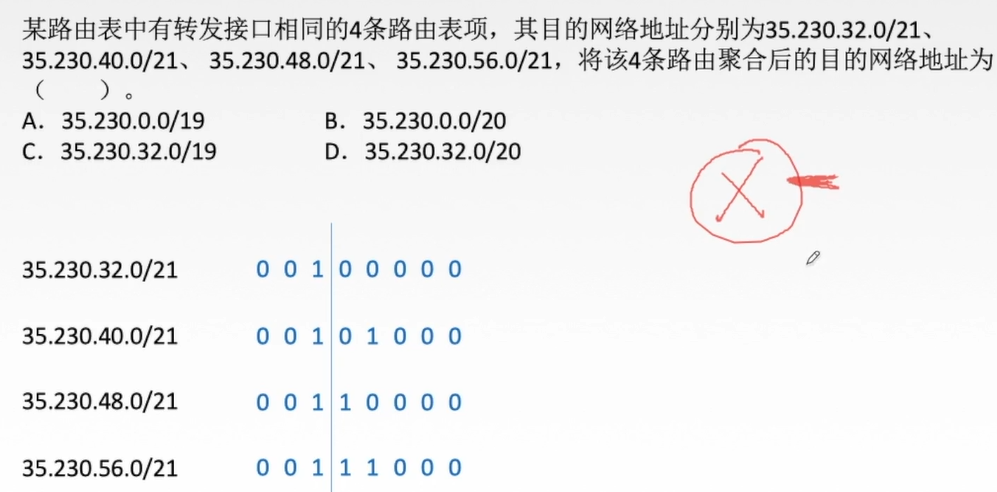 某路由表中有转发接口相同的4条路由表项，其目的网络地址分别为35.230.32.0/21、
35.230.40.0/21、 35.230.48.0/21、 35.230.56.0/21，将该4条路由聚合后的目的网络地址为
（ ）。
A. 35.230.0.0/19 B. 35.230.0.0/20
C. 35.230.32.0/19 D. 35.230.32.0/20
35.230.32.0/21 0 0 1 0 0 0 0 0
35.230.40.0/21 0 0 1 0 1 0 0 0
35.230.48.0/21 0 0 1 1 0 0 0 0
35.230.56.0/21 0 0 1 1 1 0 0 0